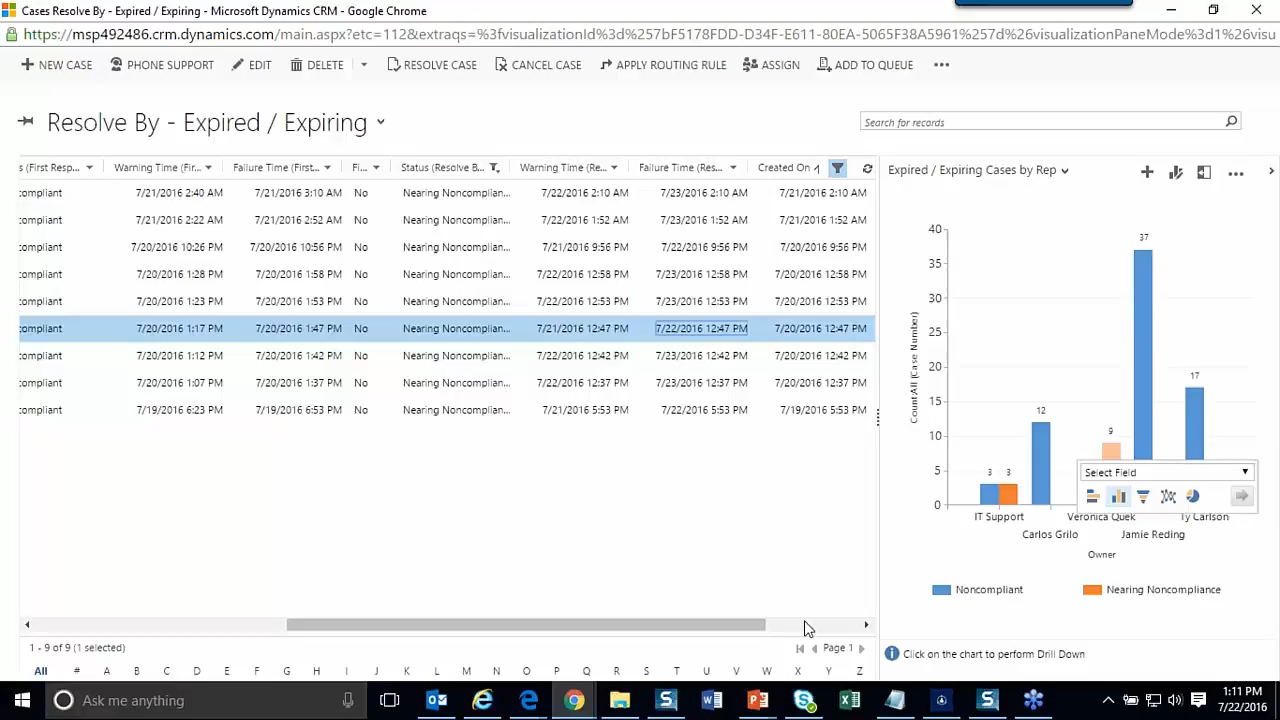 Cases Resolve By - Expired / Expiring - Microsoft Dynamics CRM - Google Chrome
https://msp492486.crm.dynamics.com/main.aspx?etc=112&extraqs=%3fvisualizationId%3d%257bF5178FDD-D34F-E611-80EA-5065F38A5961%257d%26visualizationPaneMode%3d1%26visu
NEW CASE PHONE SUPPORT EDIT DELETE RESOLVE CASE CANCEL CASE APPLY ROUTING RULE ASSIGN ADD TO QUEUE
Resolve By - Expired / Expiring
Search for records
s (First Resp... Warning Time (Fir... Failure Time (First... Fi... Status (Resolve B... Warning Time (Re... Failure Time (Res... Created On
compliant 7/21/2016 2:40 AM 7/21/2016 3:10 AM No Nearing Noncomplian... 7/22/2016 2:10 AM 7/23/2016 2:10 AM 7/21/2016 2:10 AM
compliant 7/21/2016 2:22 AM 7/21/2016 2:52 AM No Nearing Noncomplian... 7/22/2016 1:52 AM 7/23/2016 1:52 AM 7/21/2016 1:52 AM
compliant 7/20/2016 10:26 PM 7/20/2016 10:56 PM No Nearing Noncomplian... 7/21/2016 9:56 PM 7/22/2016 9:56 PM 7/20/2016 9:56 PM
compliant 7/20/2016 1:28 PM 7/20/2016 1:58 PM No Nearing Noncomplian... 7/22/2016 12:58 PM 7/23/2016 12:58 PM 7/20/2016 12:58 PM
compliant 7/20/2016 1:23 PM 7/20/2016 1:53 PM No Nearing Noncomplian... 7/22/2016 12:53 PM 7/23/2016 12:53 PM 7/20/2016 12:53 PM
compliant 7/20/2016 1:17 PM 7/20/2016 1:47 PM No Nearing Noncomplian... 7/21/2016 12:47 PM 7/22/2016 12:47 PM 7/20/2016 12:47 PM
compliant 7/20/2016 1:12 PM 7/20/2016 1:42 PM No Nearing Noncomplian... 7/22/2016 12:42 PM 7/23/2016 12:42 PM 7/20/2016 12:42 PM
compliant 7/20/2016 1:07 PM 7/20/2016 1:37 PM No Nearing Noncomplian... 7/22/2016 12:37 PM 7/23/2016 12:37 PM 7/20/2016 12:37 PM
compliant 7/19/2016 6:23 PM 7/19/2016 6:53 PM No Nearing Noncomplian... 7/21/2016 5:53 PM 7/22/2016 5:53 PM 7/19/2016 5:53 PM
1 - 9 of 9 (1 selected)
Page 1
All # A B C D E F G H I J K L M N O P Q R S T U V W X Y Z
Expired / Expiring Cases by Rep
Count:All (Case Number)
40
35
30
25
20
15
10
5
0
3 3 12 9 37 17
Select Field
IT Support Veronica Quek Ty Carlson
Carlos Grilo Jamie Reding
Owner
Noncompliant Nearing Noncompliance
Click on the chart to perform Drill Down
Ask me anything
1:11 PM
7/22/2016